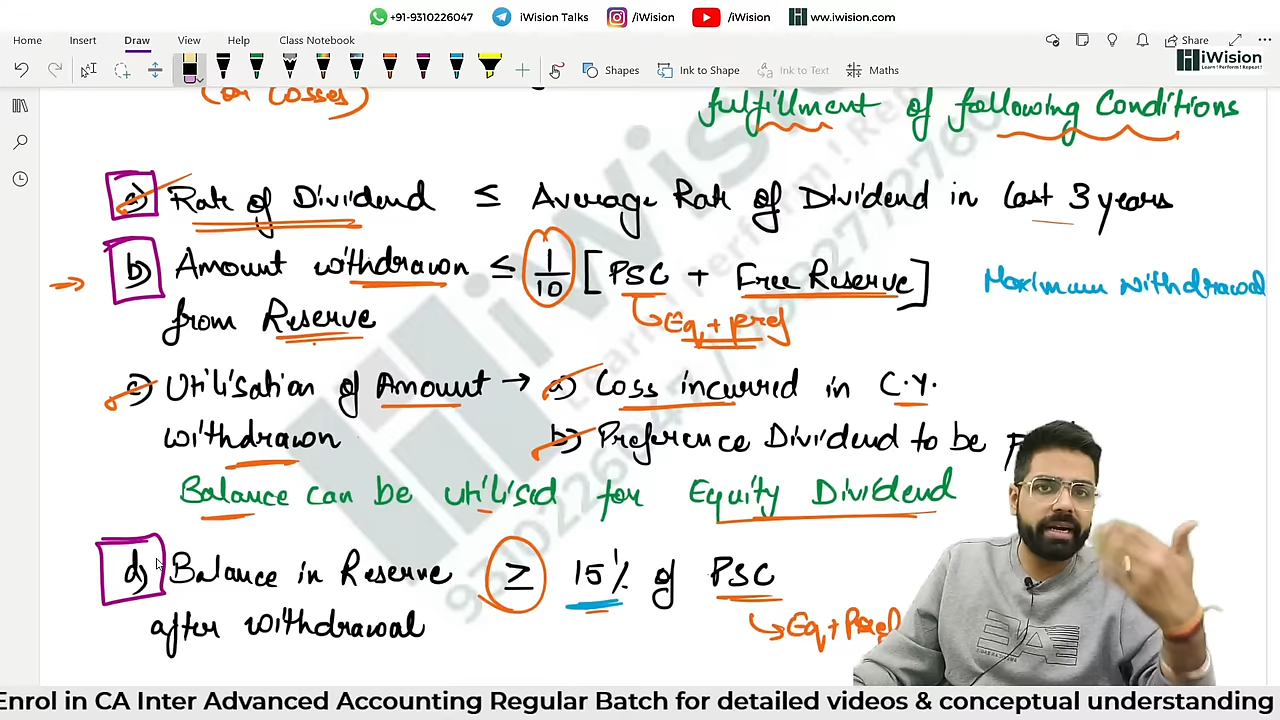 +91-9310226047 iWision Talks /iWision /iWision ww.iwision.com
Home Insert Draw View Help Class Notebook Share
Shapes Ink to Shape Ink to Text Maths
iWision
Learn ! Perform ! Repeat !
(or Losses)
fulfillment of following Conditions
a) Rate of Dividend ≤ Average Rate of Dividend in last 3 years
b) Amount withdrawn ≤ 1/10 [PSC + Free Reserve] Maximum withdrawal
from Reserve
Eq + pref
c) Utilisation of Amount → a) Loss incurred in C.Y.
withdrawn b) Preference Dividend to be
Balance can be utilised for Equity Dividend
d) Balance in Reserve ≥ 15% of PSC
after withdrawal Eq + Pref
Enrol in CA Inter Advanced Accounting Regular Batch for detailed videos & conceptual understanding